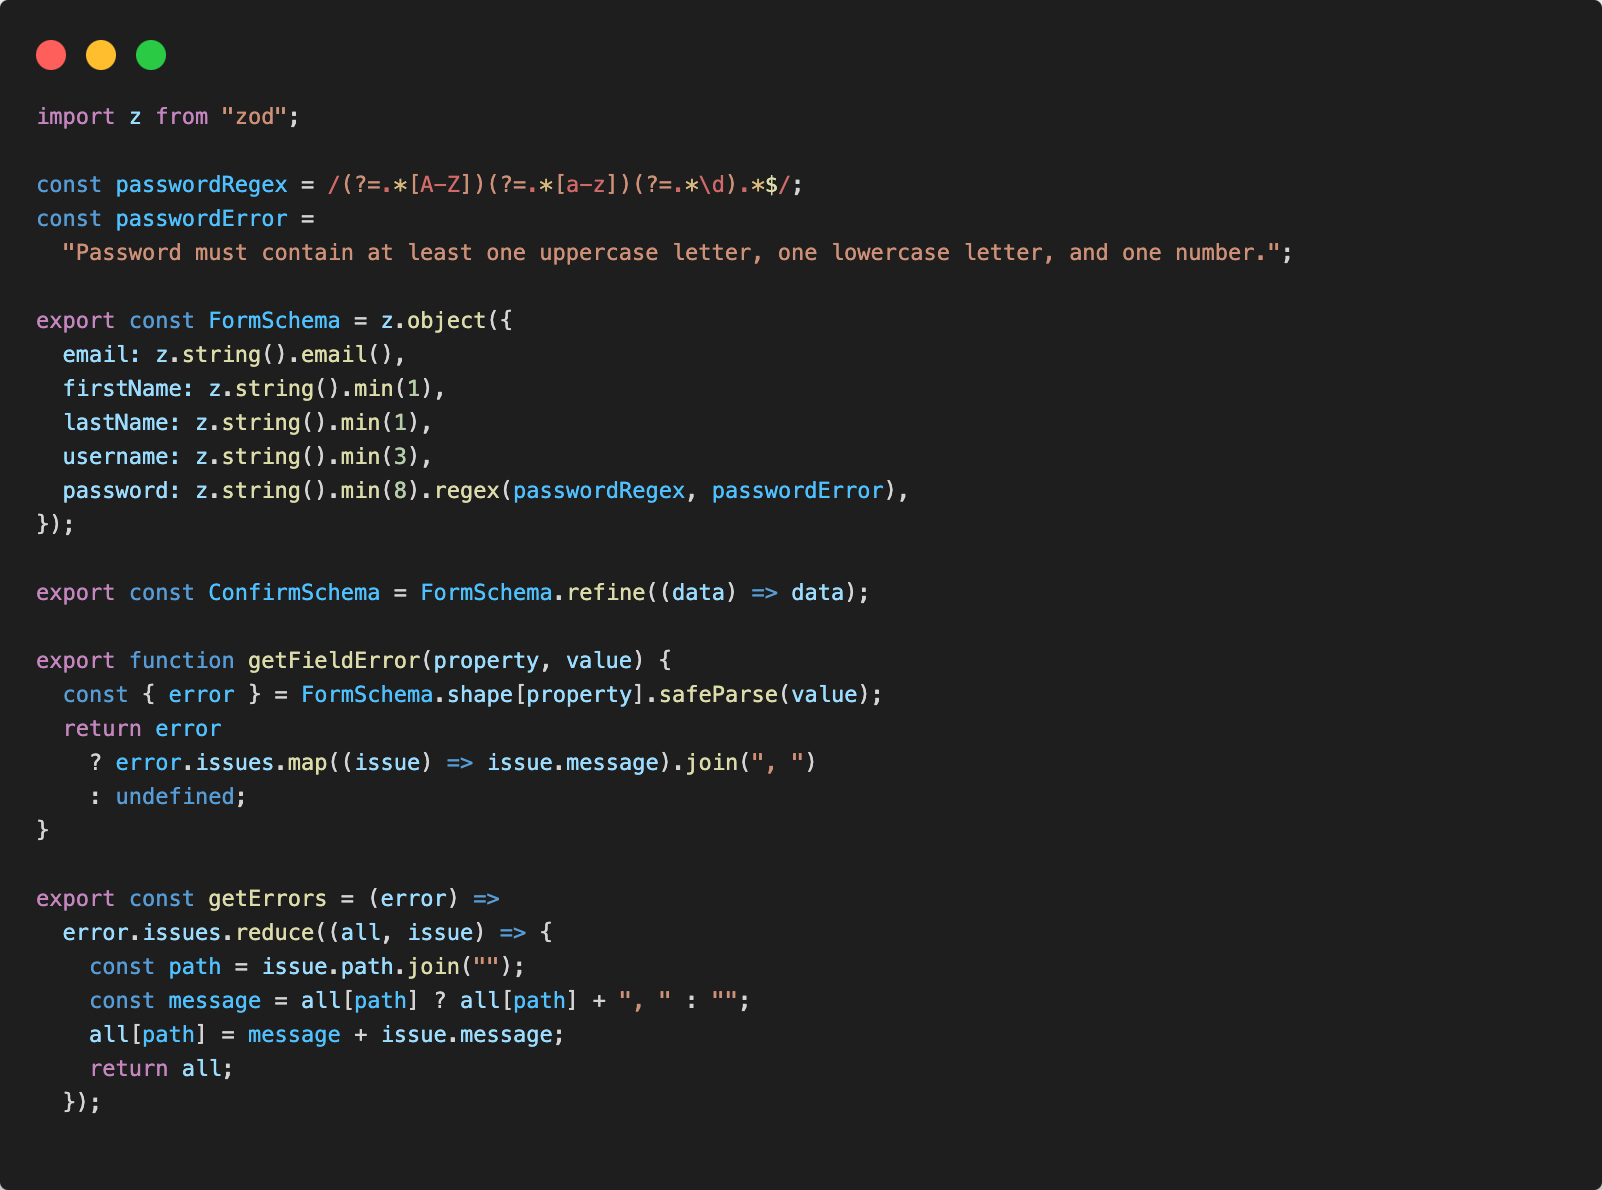 import z from "zod";

const passwordRegex = /(?=.*[A-Z])(?=.*[a-z])(?=.*\d).*$/;
const passwordError =
  "Password must contain at least one uppercase letter, one lowercase letter, and one number.";

export const FormSchema = z.object({
  email: z.string().email(),
  firstName: z.string().min(1),
  lastName: z.string().min(1),
  username: z.string().min(3),
  password: z.string().min(8).regex(passwordRegex, passwordError),
});

export const ConfirmSchema = FormSchema.refine((data) => data);

export function getFieldError(property, value) {
  const { error } = FormSchema.shape[property].safeParse(value);
  return error
    ? error.issues.map((issue) => issue.message).join(", ")
    : undefined;
}

export const getErrors = (error) =>
  error.issues.reduce((all, issue) => {
    const path = issue.path.join("");
    const message = all[path] ? all[path] + ", " : "";
    all[path] = message + issue.message;
    return all;
  });